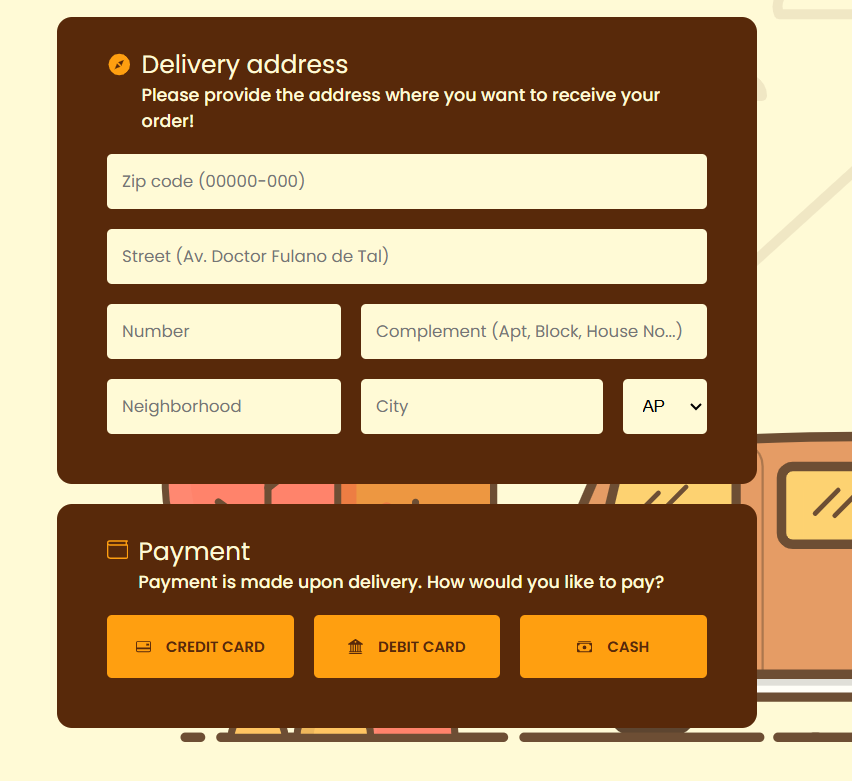 Delivery address
Please provide the address where you want to receive your
order!
Zip code (00000-000)
Street (Av. Doctor Fulano de Tal)
Number
Complement (Apt, Block, House No...)
Neighborhood
City
AP
Payment
Payment is made upon delivery. How would you like to pay?
CREDIT CARD
DEBIT CARD
CASH